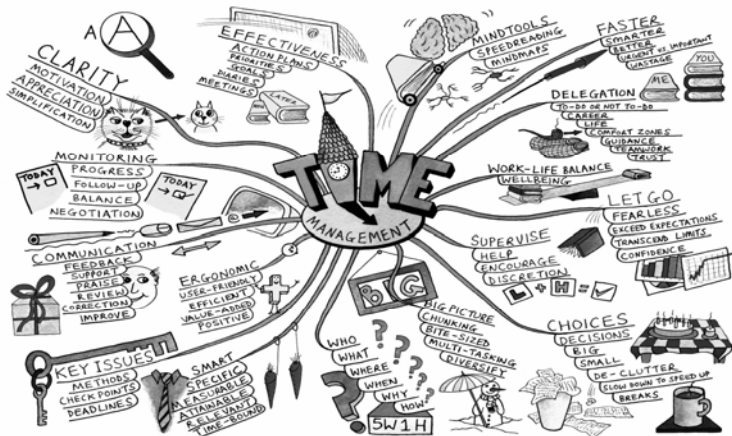 TIME
MANAGEMENT
A
A
CLARITY
MOTIVATION
APPRECIATION
SIMPLIFICATION
EFFECTIVENESS
ACTION PLANS
PRIORITIES
GOALS
DIARIES
MEETINGS
NOW
LATER
MINDTOOLS
SPEEDREADING
MINDMAPS
FASTER
SMARTER
BETTER
URGENT VS IMPORTANT
WASTAGE
ME
YOU
DELEGATION
TO-DO OR NOT TO-DO
CAREER
LIFE
COMFORT ZONES
GUIDANCE
TEAMWORK
TRUST
WORK-LIFE BALANCE
WELLBEING
LET GO
FEARLESS
EXCEED EXPECTATIONS
TRANSCEND LIMITS
CONFIDENCE
SUPERVISE
HELP
ENCOURAGE
DISCRETION
L + H = ✓
CHOICES
DECISIONS
BIG
SMALL
DE-CLUTTER
SLOW DOWN TO SPEED UP
BREAKS
BIG
BIG PICTURE
CHUNKING
BITE-SIZED
MULTI-TASKING
DIVERSIFY
WHO
WHAT
WHERE
WHEN
WHY
HOW
5W1H
? ? ? ? ? ? ?
SMART
SPECIFIC
MEASURABLE
ATTAINABLE
RELEVANT
TIME-BOUND
KEY ISSUES
METHODS
CHECKPOINTS
DEADLINES
ERGONOMIC
USER-FRIENDLY
EFFICIENT
VALUE-ADDED
POSITIVE
COMMUNICATION
FEEDBACK
SUPPORT
PRAISE
REVIEW
CORRECTION
IMPROVE
@
MONITORING
PROGRESS
FOLLOW-UP
BALANCE
NEGOTIATION
TODAY
TODAY